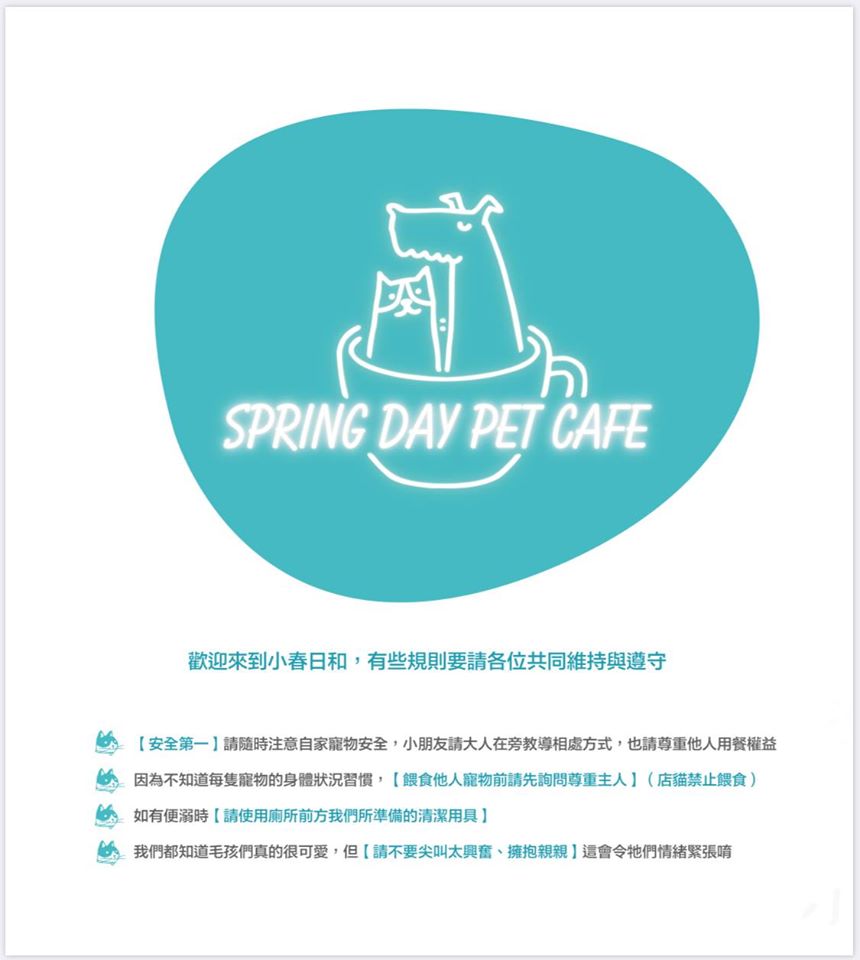 SPRING DAY PET CAFE
歡迎來到小春日和，有些規則要請各位共同維持與遵守
【安全第一】請隨時注意自家寵物安全，小朋友請大人在旁教導相處方式，也請尊重他人用餐權益
因為不知道每隻寵物的身體狀況習慣，【餵食他人寵物前請先詢問尊重主人】（店貓禁止餵食）
如有便溺時【請使用廁所前方我們所準備的清潔用具】
我們都知道毛孩們真的很可愛，但【請不要尖叫太興奮、擁抱親親】這會令牠們情緒緊張唷